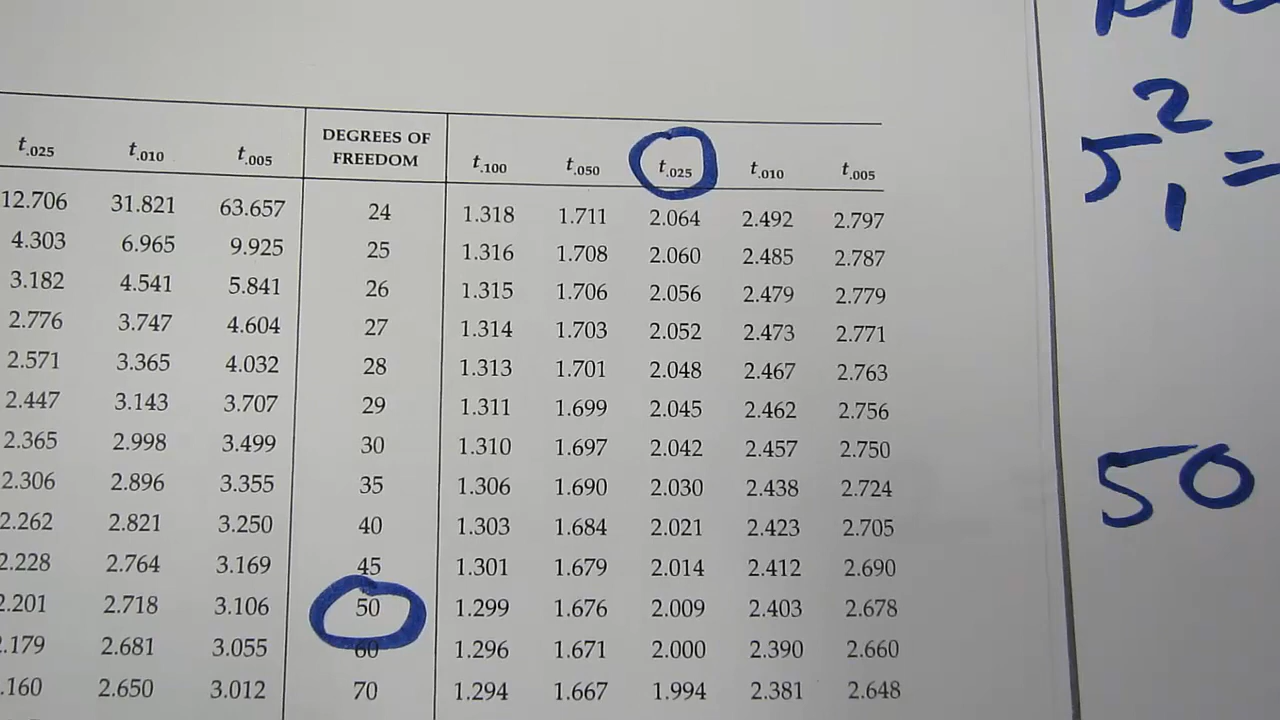 t.025 t.010 t.005 DEGREES OF FREEDOM t.100 t.050 t.025 t.010 t.005
12.706 31.821 63.657 24 1.318 1.711 2.064 2.492 2.797
4.303 6.965 9.925 25 1.316 1.708 2.060 2.485 2.787
3.182 4.541 5.841 26 1.315 1.706 2.056 2.479 2.779
2.776 3.747 4.604 27 1.314 1.703 2.052 2.473 2.771
2.571 3.365 4.032 28 1.313 1.701 2.048 2.467 2.763
2.447 3.143 3.707 29 1.311 1.699 2.045 2.462 2.756
2.365 2.998 3.499 30 1.310 1.697 2.042 2.457 2.750
2.306 2.896 3.355 35 1.306 1.690 2.030 2.438 2.724
2.262 2.821 3.250 40 1.303 1.684 2.021 2.423 2.705
2.228 2.764 3.169 45 1.301 1.679 2.014 2.412 2.690
2.201 2.718 3.106 50 1.299 1.676 2.009 2.403 2.678
.179 2.681 3.055 60 1.296 1.671 2.000 2.390 2.660
.160 2.650 3.012 70 1.294 1.667 1.994 2.381 2.648
5²₁ =
50